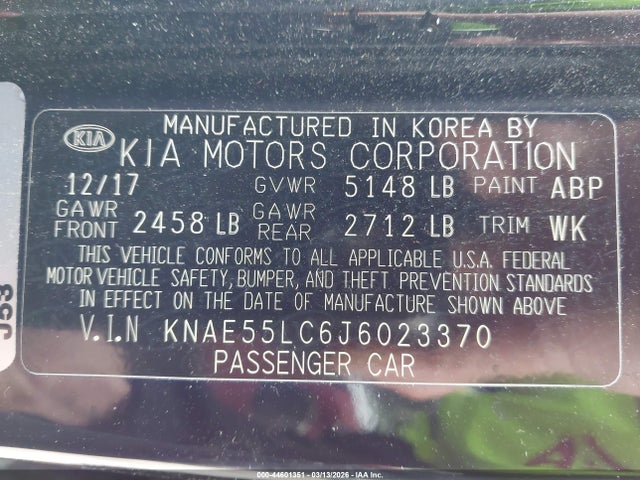 KIA
MANUFACTURED IN KOREA BY
KIA MOTORS CORPORATION
12/17 GVWR 5148 LB PAINT ABP
GAWR FRONT 2458 LB GAWR REAR 2712 LB TRIM WK
THIS VEHICLE CONFORMS TO ALL APPLICABLE U.S.A. FEDERAL
MOTOR VEHICLE SAFETY, BUMPER, AND THEFT PREVENTION STANDARDS
IN EFFECT ON THE DATE OF MANUFACTURE SHOWN ABOVE
V.I.N KNAE55LC6J6023370
PASSENGER CAR
J53
000-44601351 - 03/13/2026 - IAA Inc.